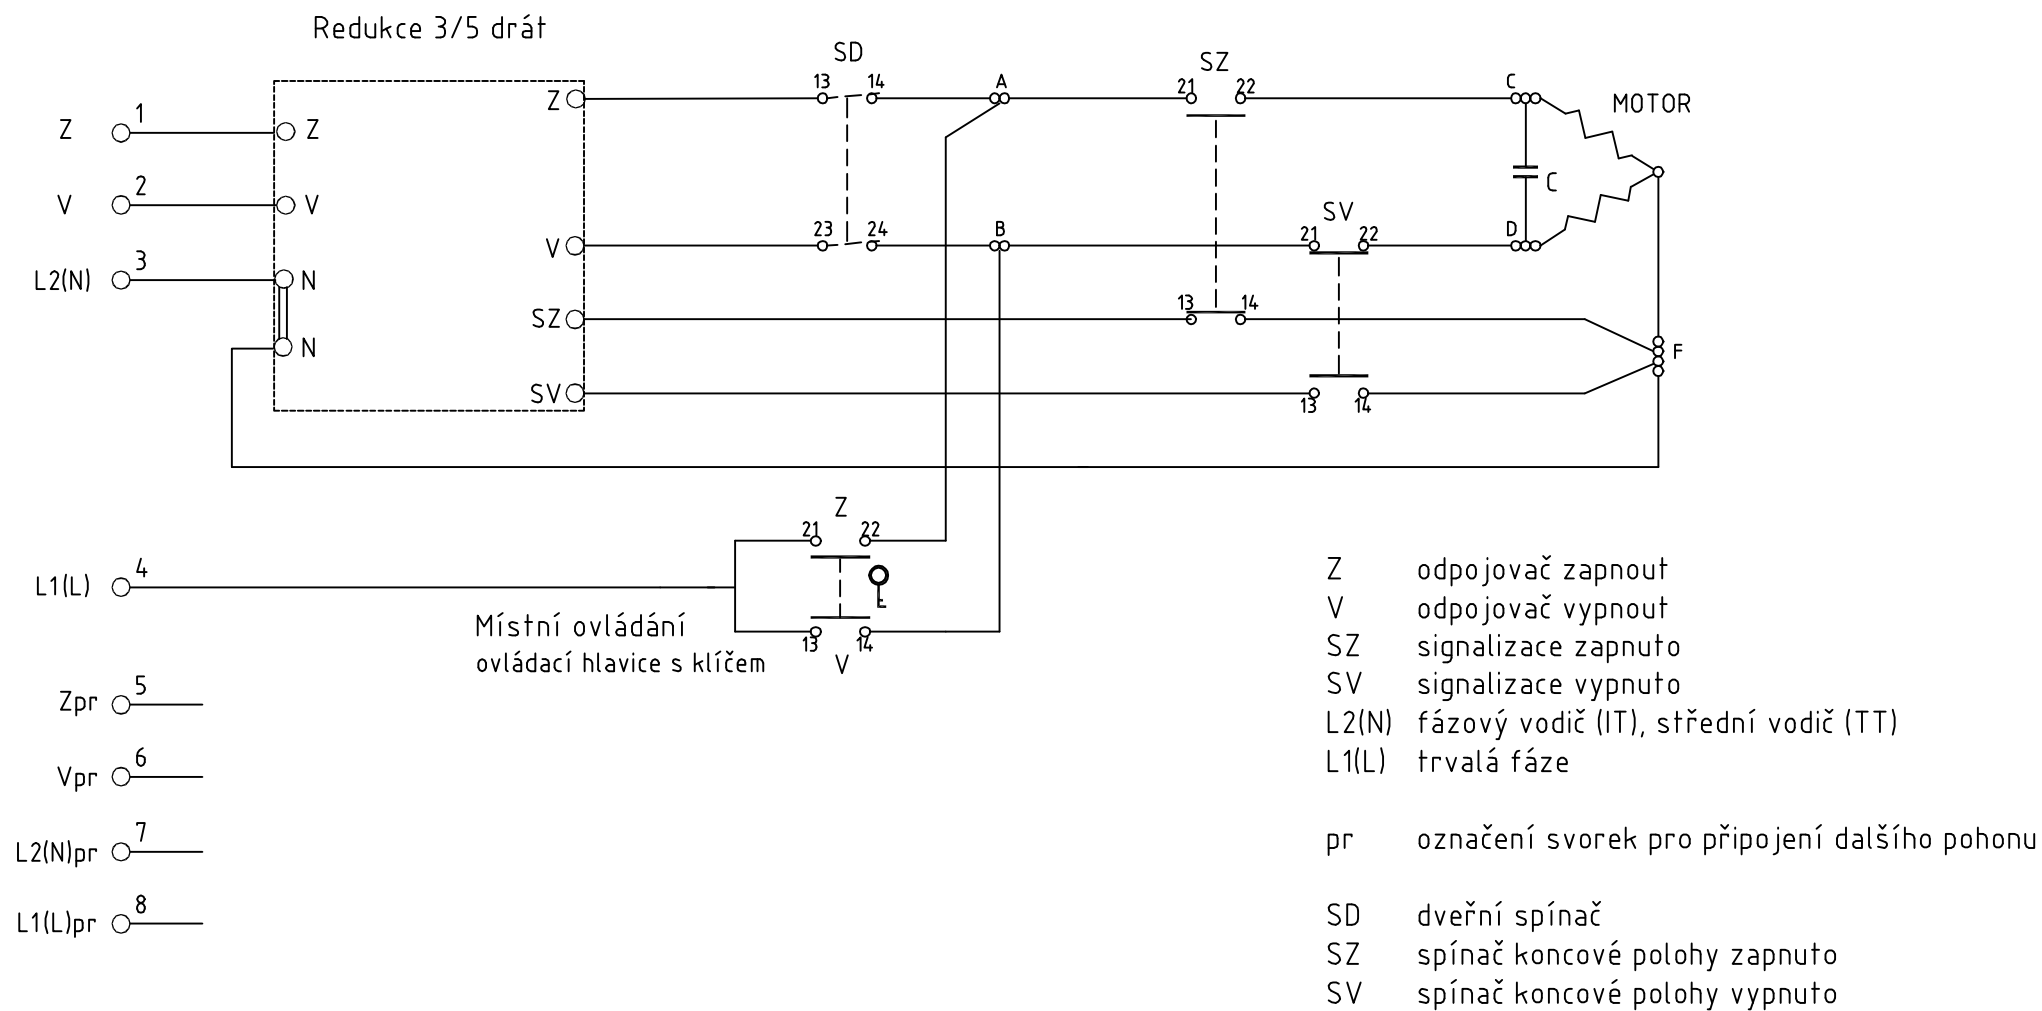 Redukce 3/5 drát
SD
SZ
13 14 A 21 22 C
MOTOR
Z 1 Z Z
C
V 2 V
SV
V 23 24 B 21 22 D
L2(N) 3 N
SZ 13 14
N
F
SV 13 14
Z
21 22
L1(L) 4
Místní ovládání
ovládací hlavice s klíčem
13 14
V
Zpr 5
Vpr 6
L2(N)pr 7
L1(L)pr 8
Z odpojovač zapnout
V odpojovač vypnout
SZ signalizace zapnuto
SV signalizace vypnuto
L2(N) fázový vodič (IT), střední vodič (TT)
L1(L) trvalá fáze
pr označení svorek pro připojení dalšího pohonu
SD dveřní spínač
SZ spínač koncové polohy zapnuto
SV spínač koncové polohy vypnuto